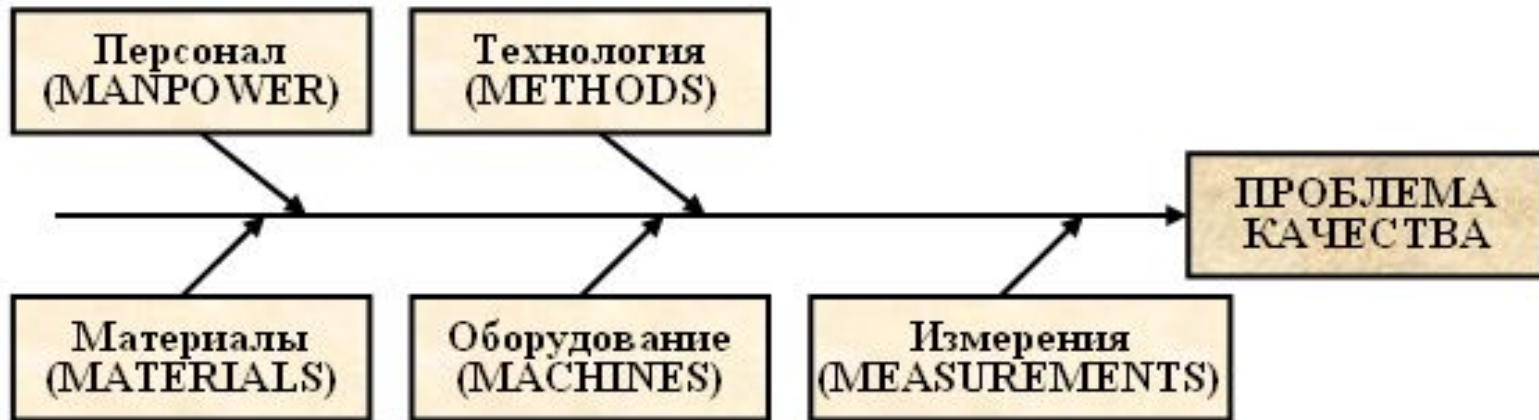 Персонал
(MANPOWER)
Технология
(METHODS)
ПРОБЛЕМА
КАЧЕСТВА
Материалы
(MATERIALS)
Оборудование
(MACHINES)
Измерения
(MEASUREMENTS)